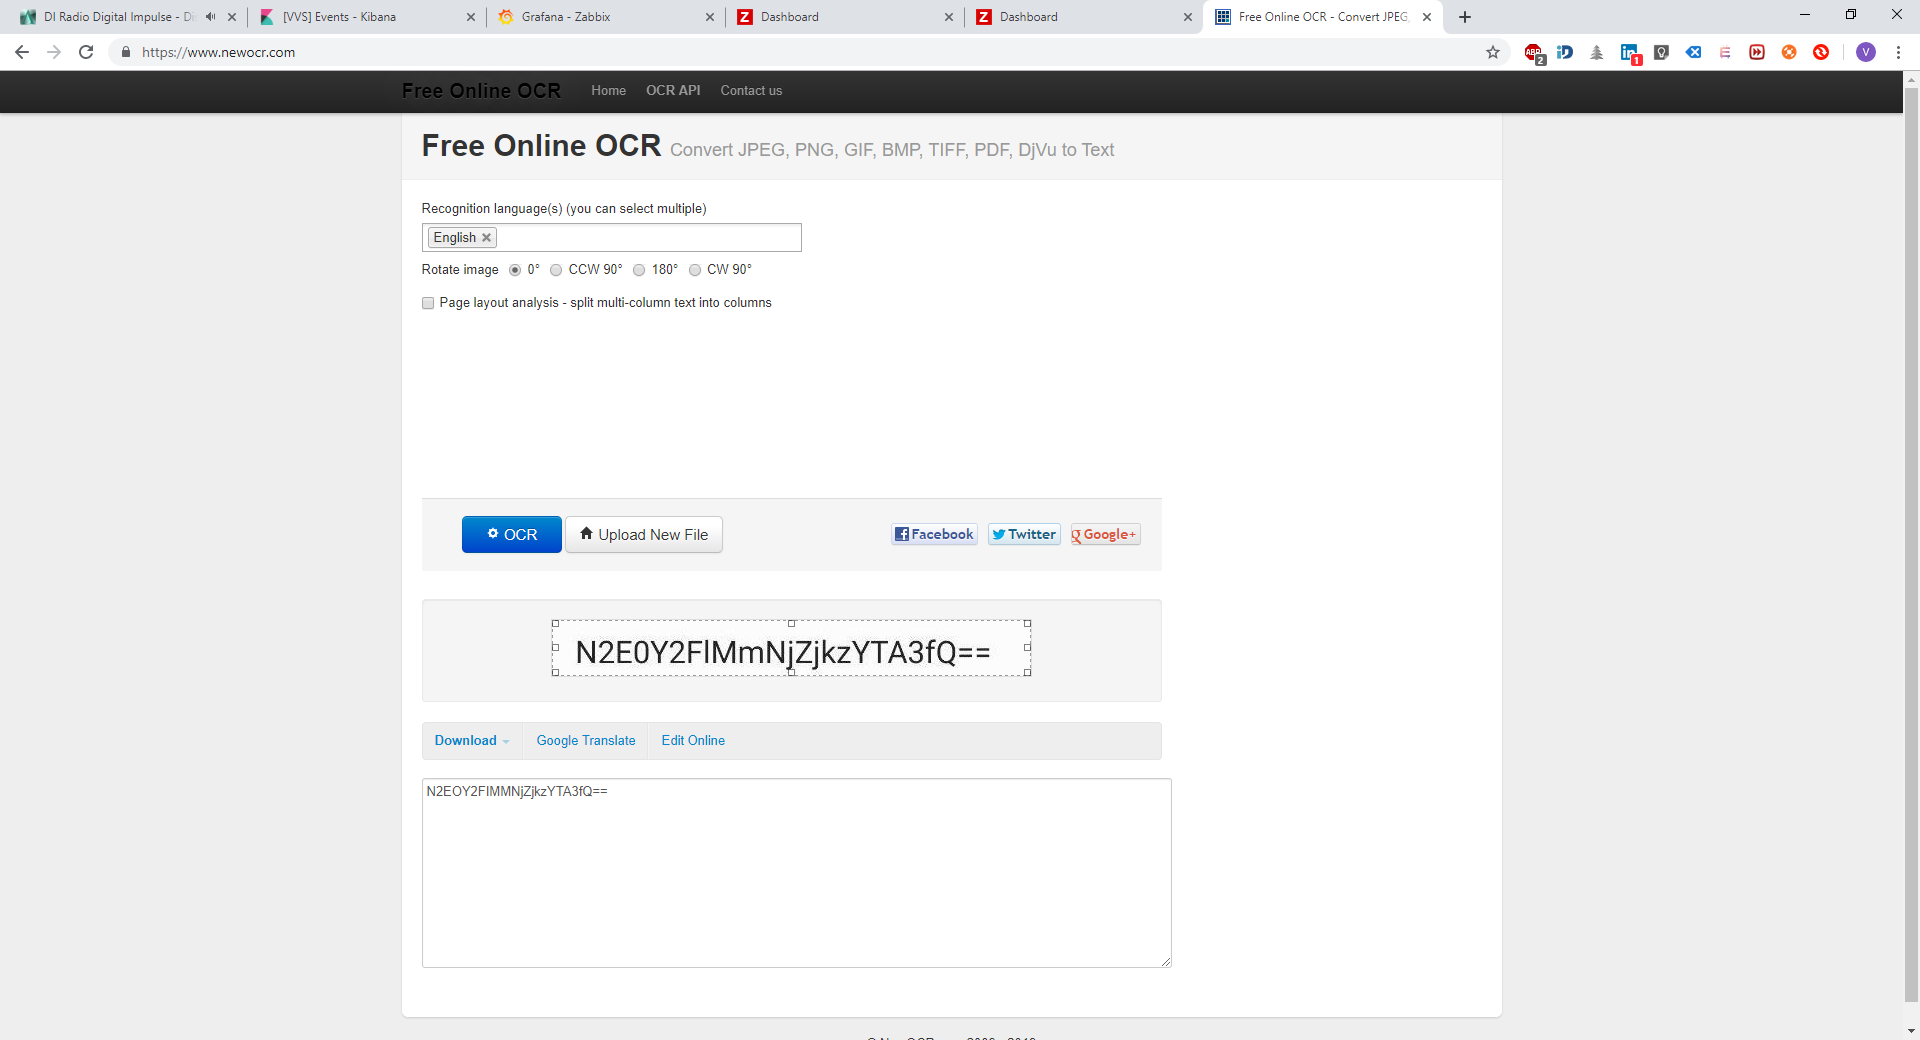 DI Radio Digital Impulse - Di
[VVS] Events - Kibana
Grafana - Zabbix
Dashboard
Dashboard
Free Online OCR - Convert JPEG,
https://www.newocr.com
ABP
2
1
V
Free Online OCR
Home
OCR API
Contact us
Free Online OCR Convert JPEG, PNG, GIF, BMP, TIFF, PDF, DjVu to Text
Recognition language(s) (you can select multiple)
English
Rotate image 0° CCW 90° 180° CW 90°
Page layout analysis - split multi-column text into columns
OCR
Upload New File
Facebook
Twitter
Google+
N2E0Y2FlMmNjZjkzYTA3fQ==
Download
Google Translate
Edit Online
N2EOY2FIMMNjZjkzYTA3fQ==